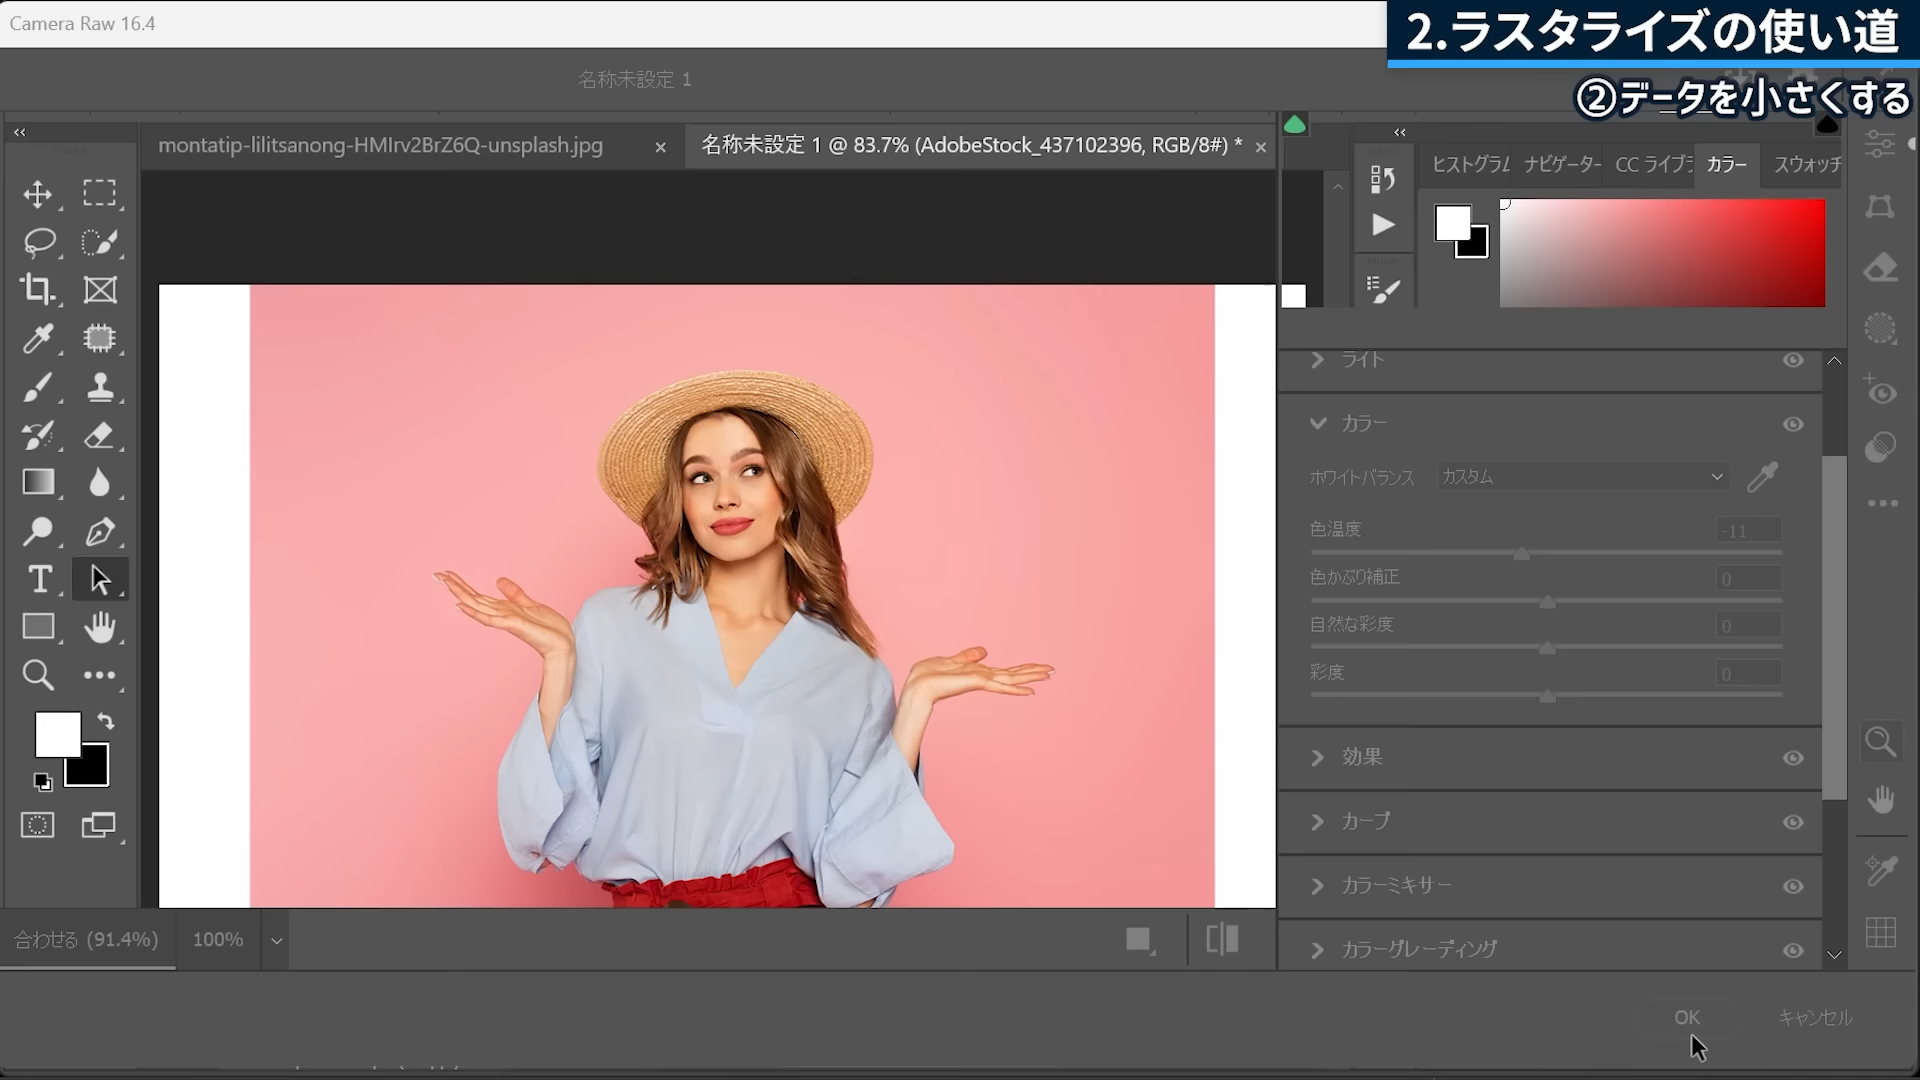 Camera Raw 16.4
2.ラスタライズの使い道
②データを小さくする
名称未設定 1
montatip-lilitsanong-HMIrv2BrZ6Q-unsplash.jpg
名称未設定 1 @ 83.7% (AdobeStock_437102396, RGB/8#) *
ヒストグラム
ナビゲーター
CC ライブラ
カラー
スウォッチ
ライト
カラー
ホワイトバランス カスタム
色温度 -11
色かぶり補正 0
自然な彩度 0
彩度 0
効果
カーブ
カラーミキサー
カラーグレーディング
合わせる (91.4%) 100%
OK キャンセル